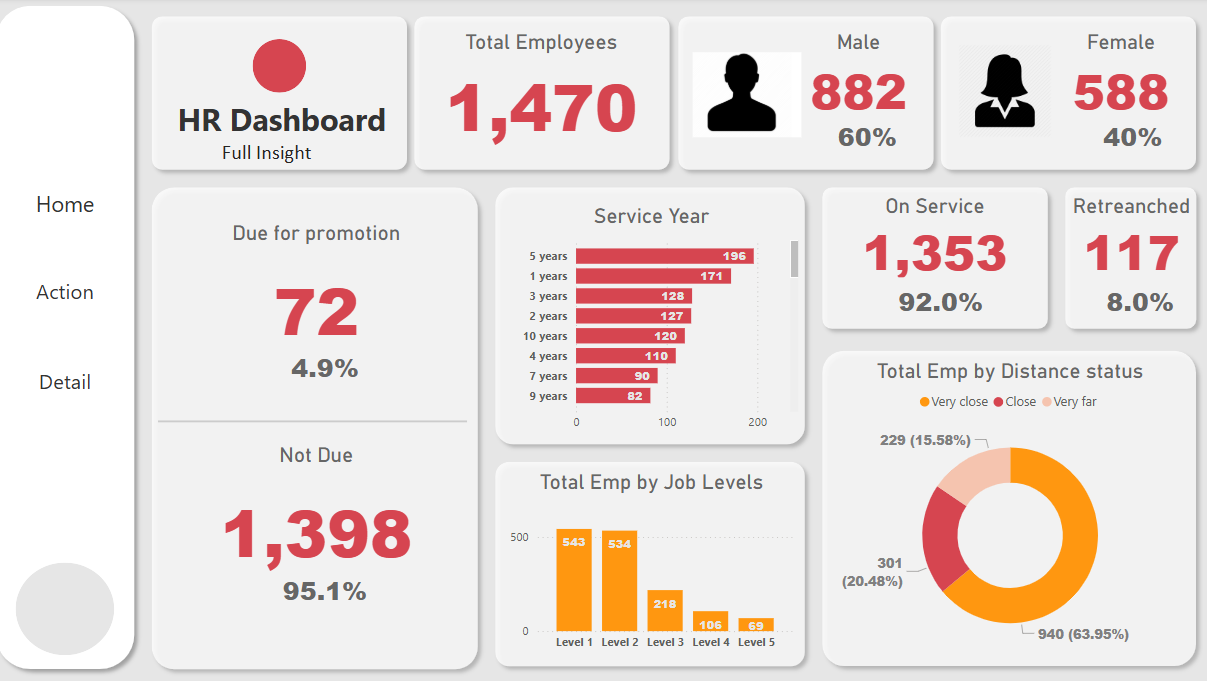 Home
Action
Detail
HR Dashboard
Full Insight
Total Employees
1,470
Male
882
60%
Female
588
40%
Due for promotion
72
4.9%
Not Due
1,398
95.1%
Service Year
5 years 196
1 years 171
3 years 128
2 years 127
10 years 120
4 years 110
7 years 90
9 years 82
0 100 200
On Service
1,353
92.0%
Retreanched
117
8.0%
Total Emp by Job Levels
500
0
543 534 218 106 69
Level 1 Level 2 Level 3 Level 4 Level 5
Total Emp by Distance status
Very close Close Very far
229 (15.58%)
301
(20.48%)
940 (63.95%)